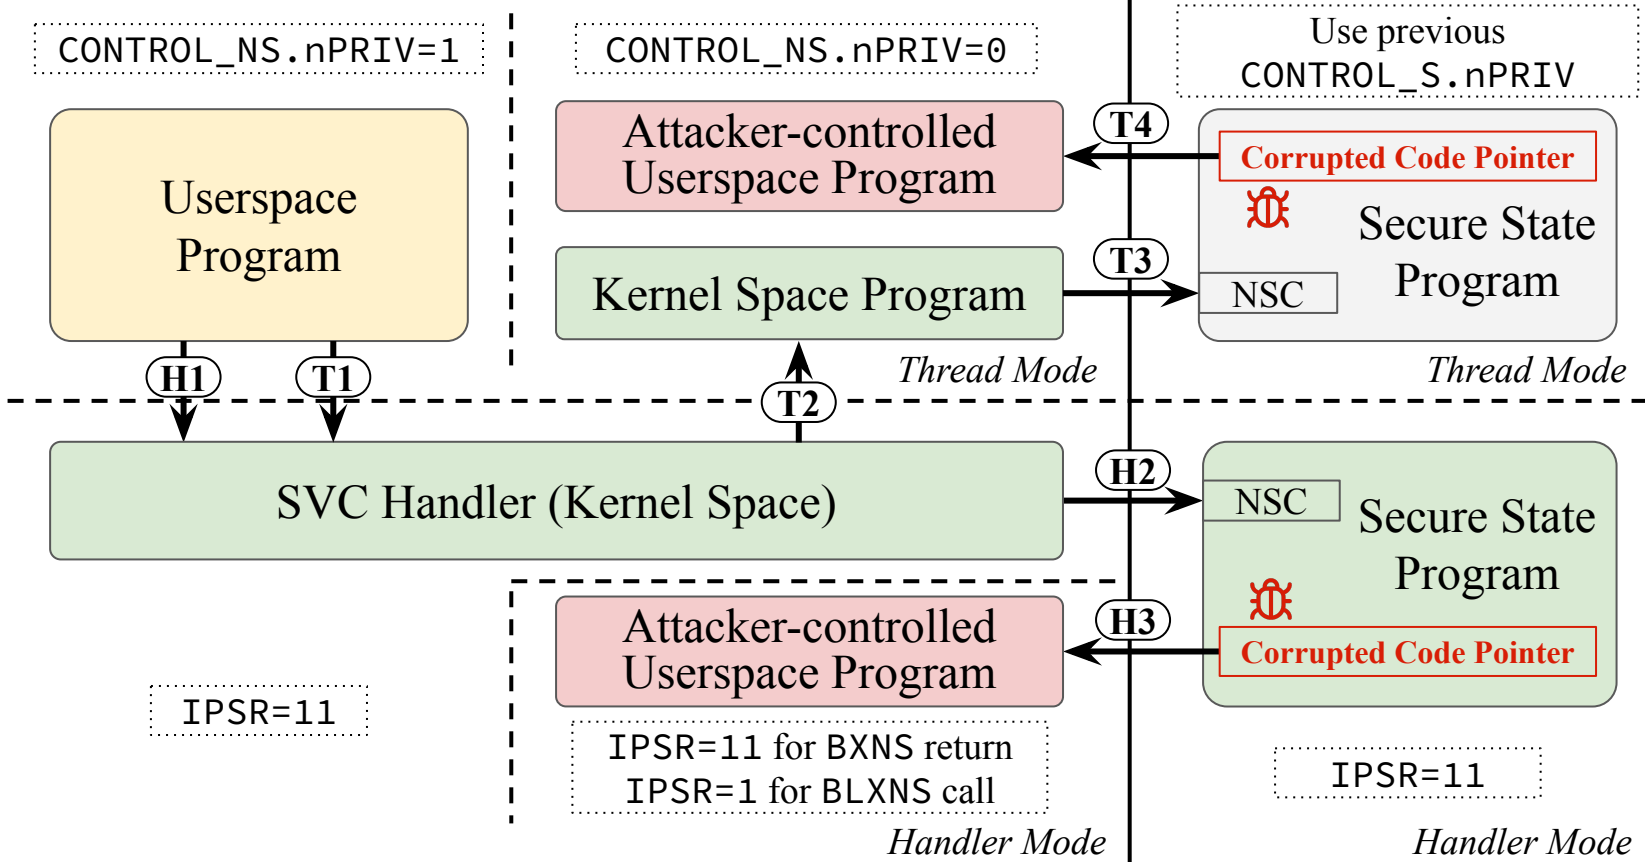 CONTROL_NS.nPRIV=1
CONTROL_NS.nPRIV=0
Use previous
CONTROL_S.nPRIV
Userspace
Program
Attacker-controlled
Userspace Program
T4
Corrupted Code Pointer
Secure State
Program
Kernel Space Program
T3
NSC
Thread Mode
Thread Mode
H1
T1
T2
SVC Handler (Kernel Space)
H2
NSC
Secure State
Program
Attacker-controlled
Userspace Program
H3
Corrupted Code Pointer
IPSR=11
IPSR=11 for BXNS return
IPSR=1 for BLXNS call
IPSR=11
Handler Mode
Handler Mode